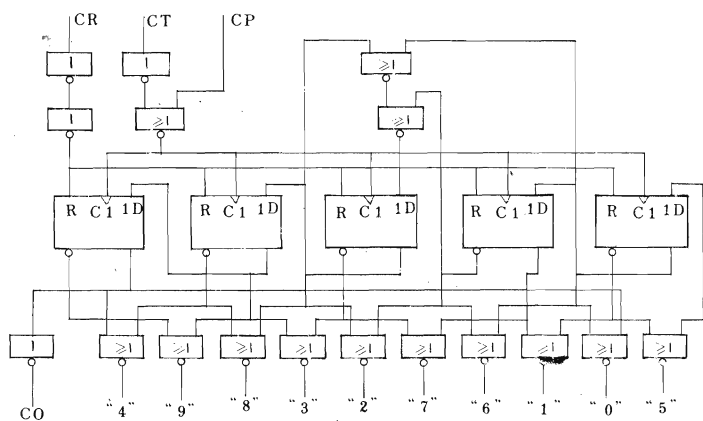 CR CT CP
1 1 ≥1
1 ≥1 ≥1
R C1 1D R C1 1D R C1 1D R C1 1D R C1 1D
1 ≥1 ≥1 ≥1 ≥1 ≥1 ≥1 ≥1 ≥1 ≥1 ≥1
CO "4" "9" "8" "3" "2" "7" "6" "1" "0" "5"